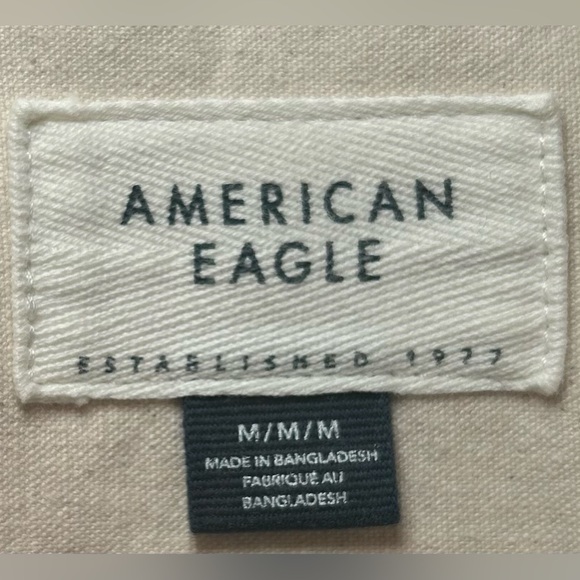 AMERICAN
EAGLE
ESTABLISHED 1977
M/M/M
MADE IN BANGLADESH
FABRIQUÉ AU
BANGLADESH